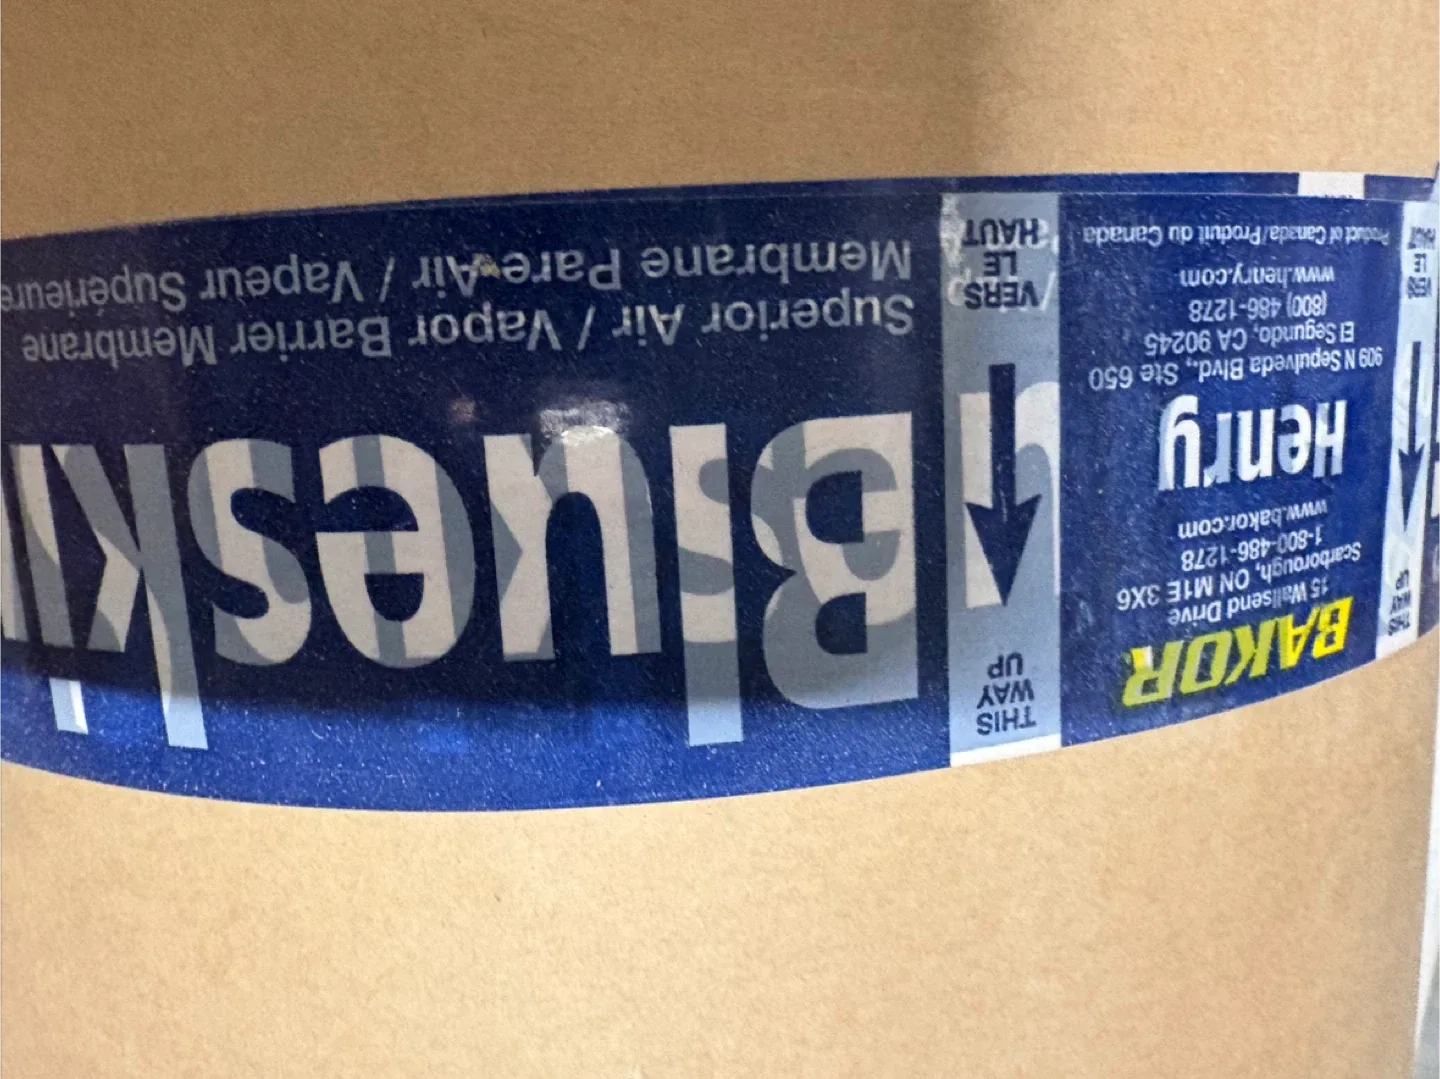 THIS
WAY
UP
BAKOR
15 Wallsend Drive
Scarborough, ON M1E 3X6
1-800-486-1278
www.bakor.com
Henry
909 N Sepulveda Blvd., Ste 650
El Segundo, CA 90245
(800) 486-1278
www.henry.com
Product of Canada/Produit du Canada
VERS
LE
HAUT
THIS
WAY
UP
VERS
LE
HAUT
Blueski
Superior Air / Vapor Barrier Membrane
Membrane Pare-Air / Vapeur Supérieure